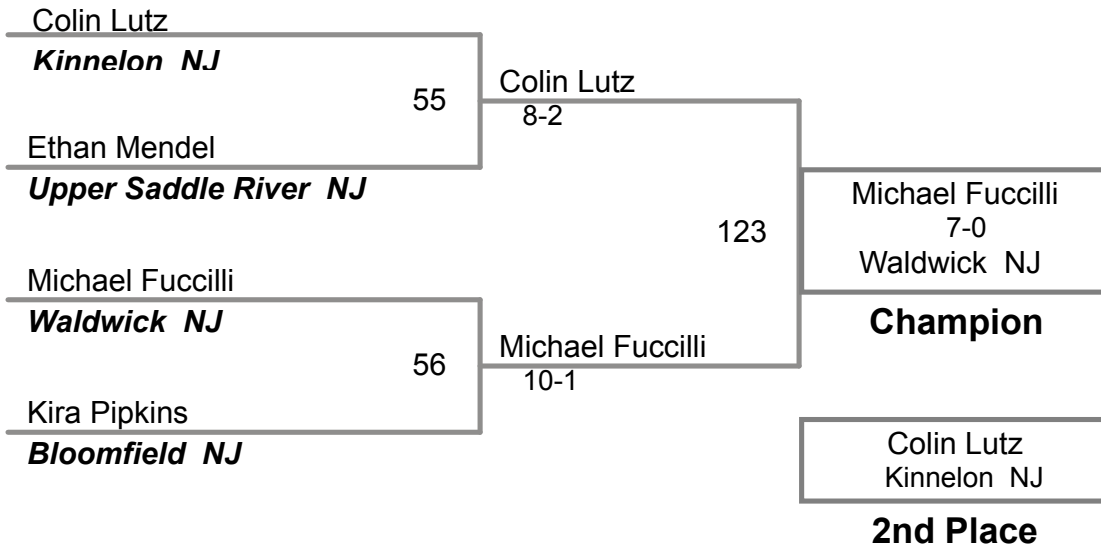 Colin Lutz
Kinnelon NJ
55
Colin Lutz
8-2
Ethan Mendel
Upper Saddle River NJ
123
Michael Fuccilli
7-0
Waldwick NJ
Champion
Michael Fuccilli
Waldwick NJ
56
Michael Fuccilli
10-1
Kira Pipkins
Bloomfield NJ
Colin Lutz
Kinnelon NJ
2nd Place